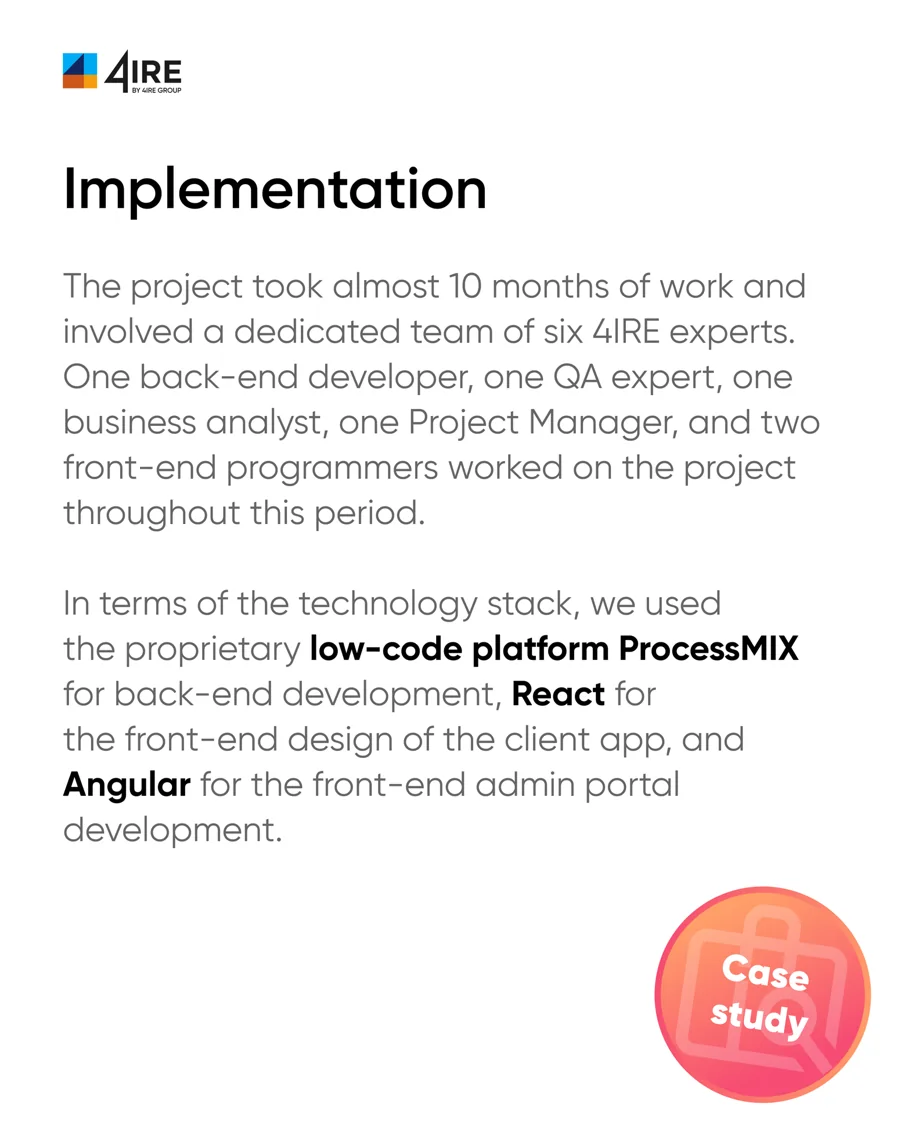 4IRE
BY 4IRE GROUP
Implementation
The project took almost 10 months of work and
involved a dedicated team of six 4IRE experts.
One back-end developer, one QA expert, one
business analyst, one Project Manager, and two
front-end programmers worked on the project
throughout this period.
In terms of the technology stack, we used
the proprietary low-code platform ProcessMIX
for back-end development, React for
the front-end design of the client app, and
Angular for the front-end admin portal
development.
Case
study